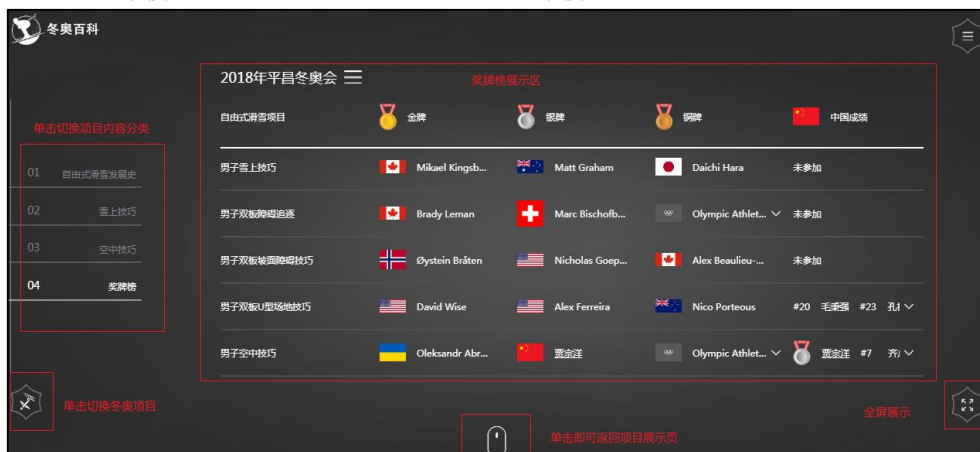 冬奥百科
2018年平昌冬奥会
奖牌榜展示区
自由式滑雪项目 金牌 银牌 铜牌 中国成绩
单击切换项目内容分类
男子雪上技巧 Mikael Kingsb... Matt Graham Daichi Hara 未参加
01 自由式滑雪发展史
02 雪上技巧
男子双板障碍追逐 Brady Leman Marc Bischofb... Olympic Athlet... 未参加
03 空中技巧
男子双板坡面障碍技巧 Øystein Bråten Nicholas Goep... Alex Beaulieu-... 未参加
04 奖牌榜
男子双板U型场地技巧 David Wise Alex Ferreira Nico Porteous #20 毛秉强 #23
男子空中技巧 Oleksandr Abr... 贾宗洋 Olympic Athlet... 贾宗洋 #7
单击切换冬奥项目
全屏展示
单击即可返回项目展示页